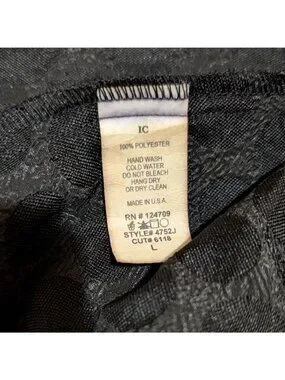 IC
100% POLYESTER
HAND WASH
COLD WATER
DO NOT BLEACH
HANG DRY
OR DRY CLEAN
MADE IN U.S.A.
RN # 124709
STYLE# 4752J
CUT# 6118
L